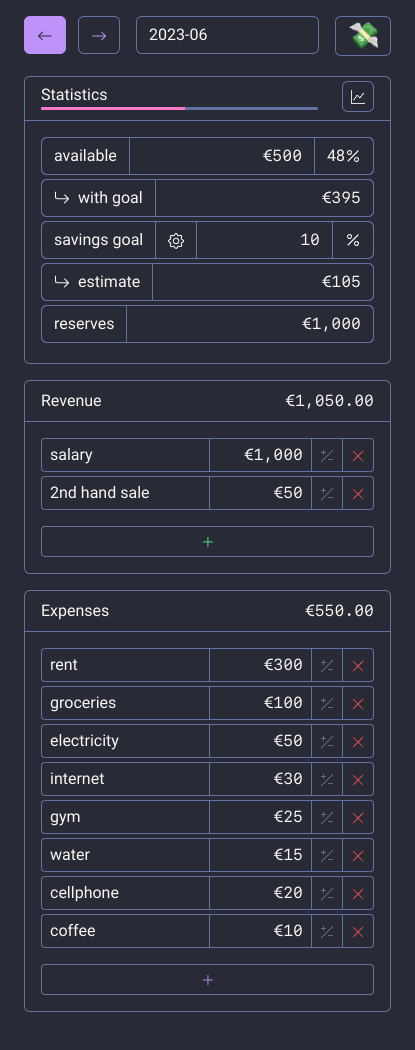 2023-06
Statistics
available €500 48%
with goal €395
savings goal 10 %
estimate €105
reserves €1,000
Revenue €1,050.00
salary €1,000
2nd hand sale €50
+
Expenses €550.00
rent €300
groceries €100
electricity €50
internet €30
gym €25
water €15
cellphone €20
coffee €10
+